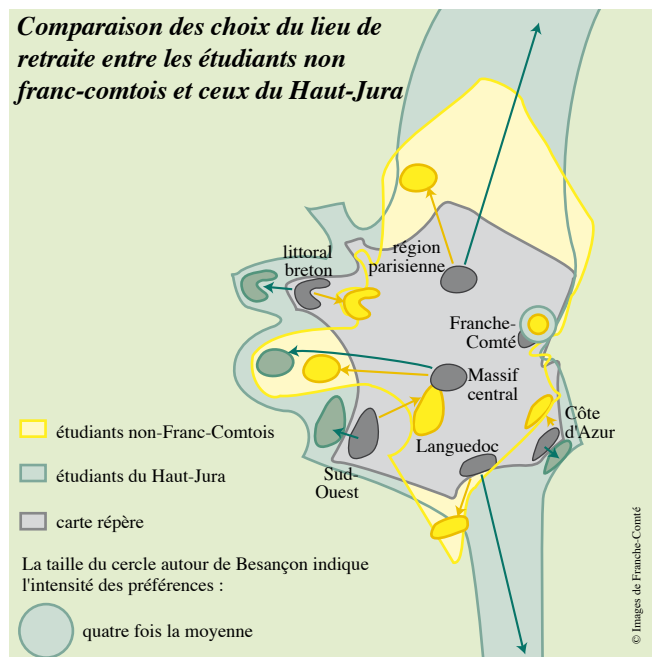 Comparaison des choix du lieu de
retraite entre les étudiants non
franc-comtois et ceux du Haut-Jura
littoral
breton
région
parisienne
Franche-
Comté
Massif
central
Côte
d'Azur
Languedoc
Sud-
Ouest
étudiants non-Franc-Comtois
étudiants du Haut-Jura
carte répère
La taille du cercle autour de Besançon indique
l'intensité des préférences :
quatre fois la moyenne
© Images de Franche-Comté